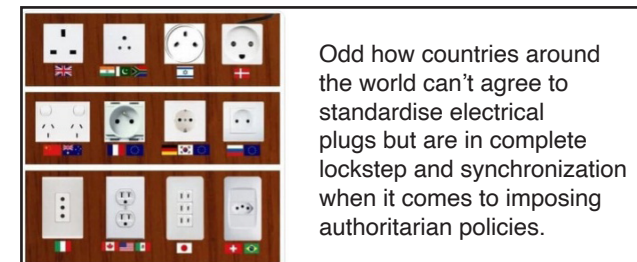 Odd how countries around
the world can’t agree to
standardise electrical
plugs but are in complete
lockstep and synchronization
when it comes to imposing
authoritarian policies.